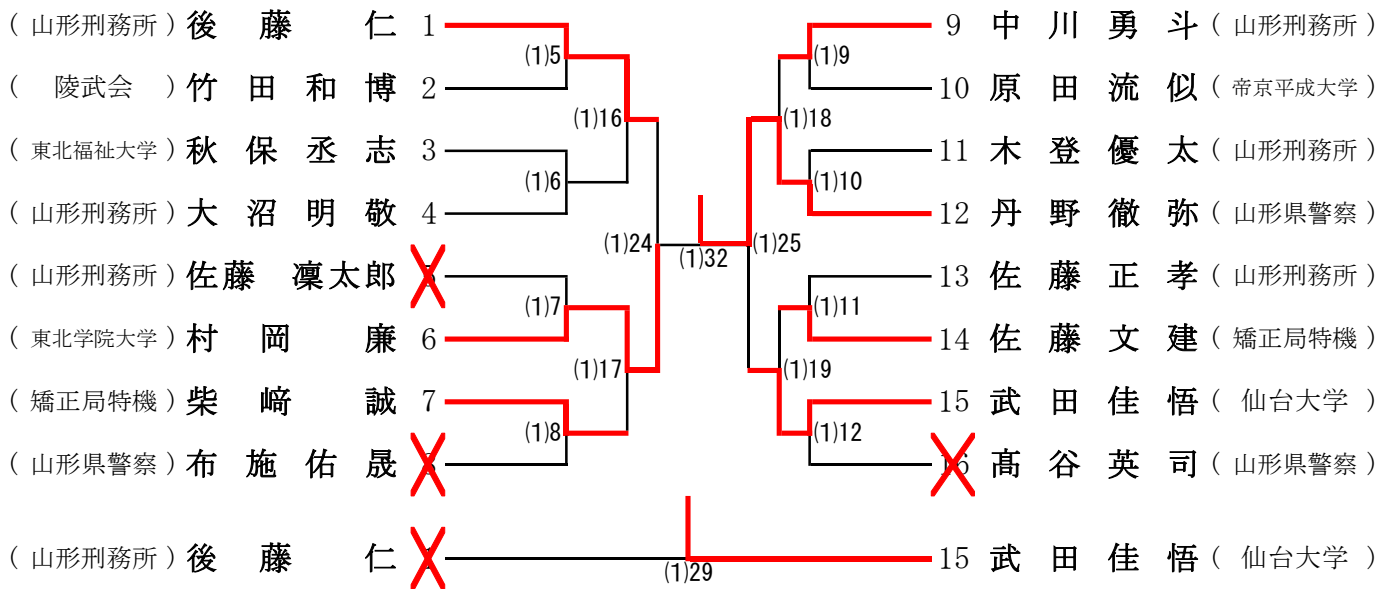 ( 山形刑務所 ) 後藤 仁 1
( 陵武会 ) 竹田和博 2
( 東北福祉大学 ) 秋保丞志 3
( 山形刑務所 ) 大沼明敬 4
( 山形刑務所 ) 佐藤 凜太郎 5
( 東北学院大学 ) 村岡 廉 6
( 矯正局特機 ) 柴﨑 誠 7
( 山形県警察 ) 布施佑晟 8
(1)5
(1)6
(1)7
(1)8
(1)16
(1)17
(1)24
(1)32
(1)25
(1)18
(1)19
(1)9
(1)10
(1)11
(1)12
9 中川勇斗 ( 山形刑務所 )
10 原田流似 ( 帝京平成大学 )
11 木登優太 ( 山形刑務所 )
12 丹野徹弥 ( 山形県警察 )
13 佐藤正孝 ( 山形刑務所 )
14 佐藤文建 ( 矯正局特機 )
15 武田佳悟 ( 仙台大学 )
16 髙谷英司 ( 山形県警察 )
( 山形刑務所 ) 後藤 仁 1
(1)29
15 武田佳悟 ( 仙台大学 )